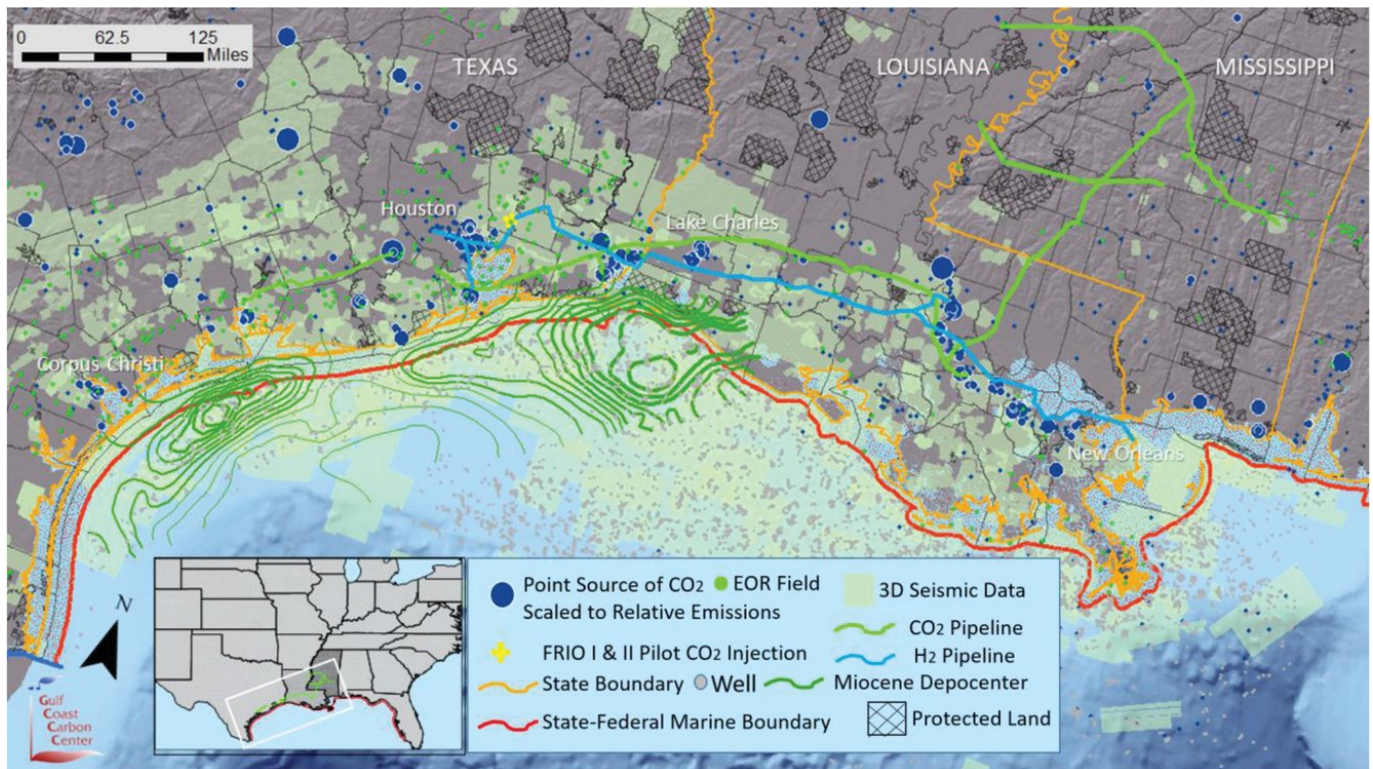 0 62.5 125
Miles
TEXAS
LOUISIANA
MISSISSIPPI
Houston
Lake Charles
Corpus Christi
New Orleans
N
Point Source of CO2
Scaled to Relative Emissions
EOR Field
3D Seismic Data
CO2 Pipeline
FRIO I & II Pilot CO2 Injection
H2 Pipeline
State Boundary
Well
Miocene Depocenter
State-Federal Marine Boundary
Protected Land
Gulf
Coast
Carbon
Center